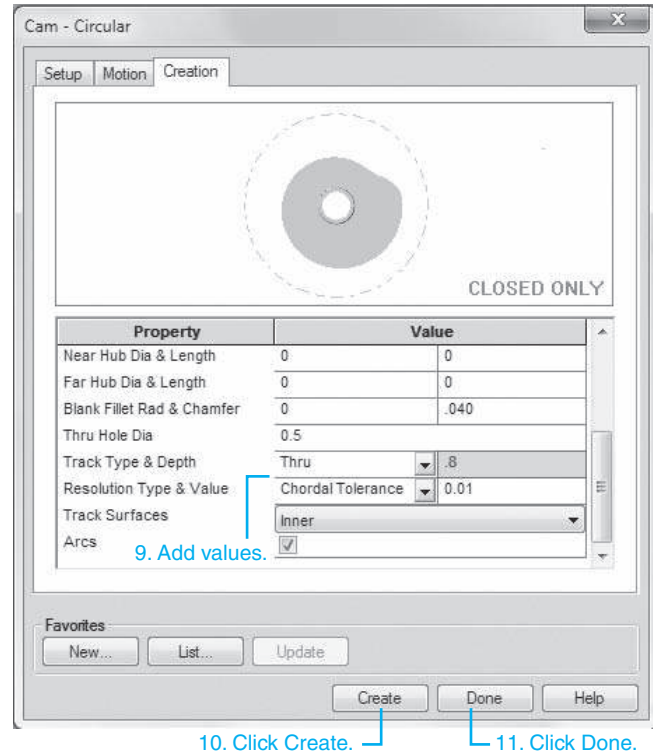 Cam - Circular
X
Setup Motion Creation
CLOSED ONLY
Property Value
Near Hub Dia & Length 0 0
Far Hub Dia & Length 0 0
Blank Fillet Rad & Chamfer 0 .040
Thru Hole Dia 0.5
Track Type & Depth Thru .8
Resolution Type & Value Chordal Tolerance 0.01
Track Surfaces Inner
Arcs
9. Add values.
Favorites
New... List... Update
Create Done Help
10. Click Create. 11. Click Done.